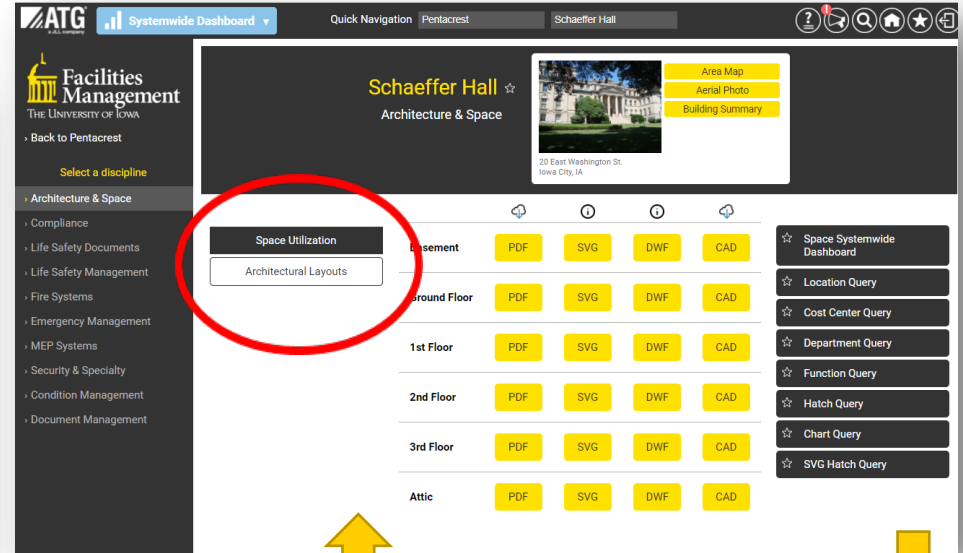 ATG
a JLL company
Systemwide Dashboard
Quick Navigation Pentacrest Schaeffer Hall
Facilities
Management
THE UNIVERSITY OF IOWA
› Back to Pentacrest
Select a discipline
› Architecture & Space
› Compliance
› Life Safety Documents
› Life Safety Management
› Fire Systems
› Emergency Management
› MEP Systems
› Security & Specialty
› Condition Management
› Document Management
Schaeffer Hall
Architecture & Space
20 East Washington St.
Iowa City, IA
Area Map
Aerial Photo
Building Summary
Space Utilization
Architectural Layouts
Basement PDF SVG DWF CAD
Ground Floor PDF SVG DWF CAD
1st Floor PDF SVG DWF CAD
2nd Floor PDF SVG DWF CAD
3rd Floor PDF SVG DWF CAD
Attic PDF SVG DWF CAD
Space Systemwide
Dashboard
Location Query
Cost Center Query
Department Query
Function Query
Hatch Query
Chart Query
SVG Hatch Query